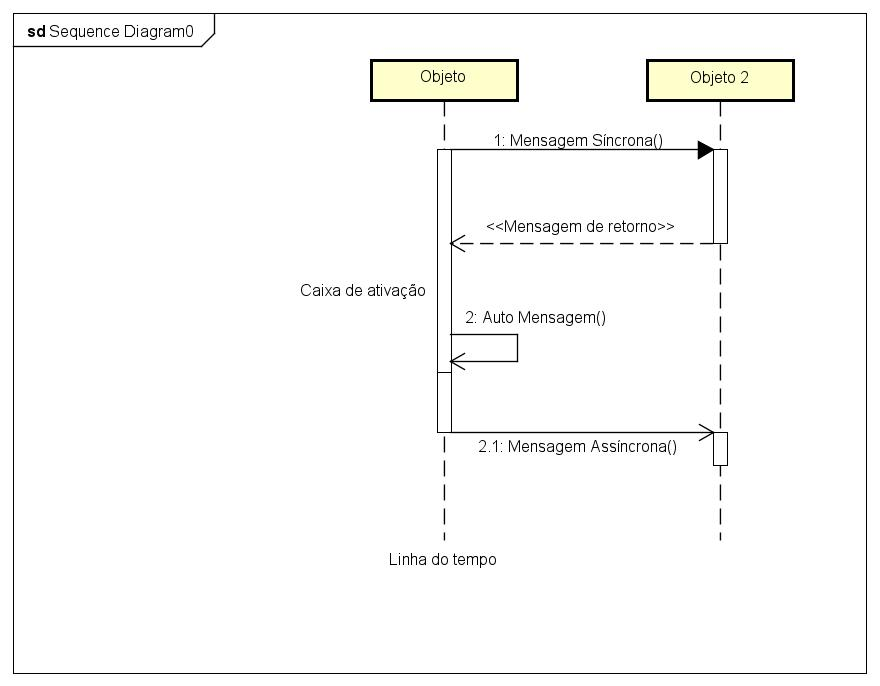 sd Sequence Diagram0
Objeto
Objeto 2
1: Mensagem Síncrona()
<<Mensagem de retorno>>
Caixa de ativação
2: Auto Mensagem()
2.1: Mensagem Assíncrona()
Linha do tempo